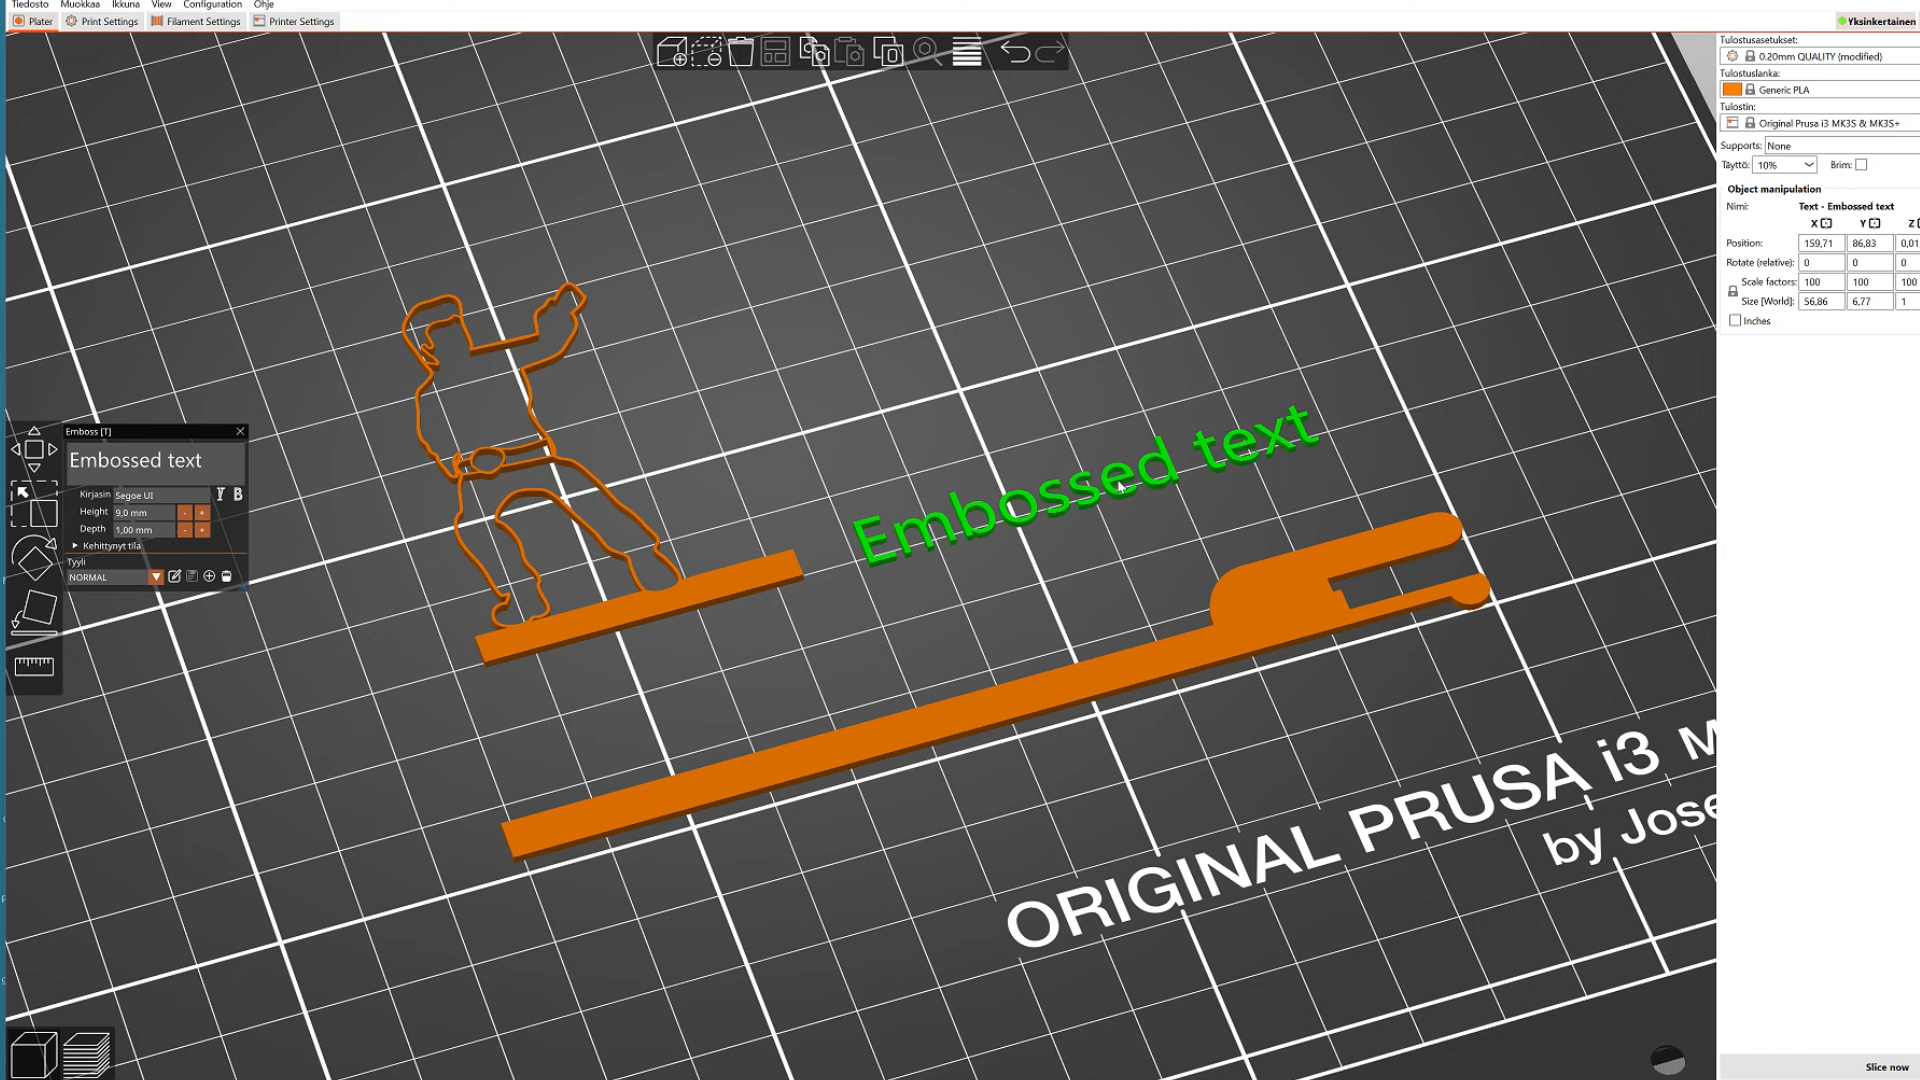 Tiedosto Muokkaa Ikkuna View Configuration Ohje
Plater Print Settings Filament Settings Printer Settings
Yksinkertainen
Tulostusasetukset:
0.20mm QUALITY (modified)
Tulostuslanka:
Generic PLA
Tulostin:
Original Prusa i3 MK3S & MK3S+
Supports: None
Täyttö: 10% Brim:
Object manipulation
Nimi: Text - Embossed text
X Y Z
Position: 159,71 86,83 0,01
Rotate (relative): 0 0 0
Scale factors: 100 100 100
Size [World]: 56,86 6,77 1
Inches
Emboss [T]
Embossed text
Kirjasin Segoe UI
Height 9,0 mm - +
Depth 1,00 mm - +
Kehittynyt tila
Tyyli
NORMAL
Embossed text
ORIGINAL PRUSA i3 M
by Jose
Slice now